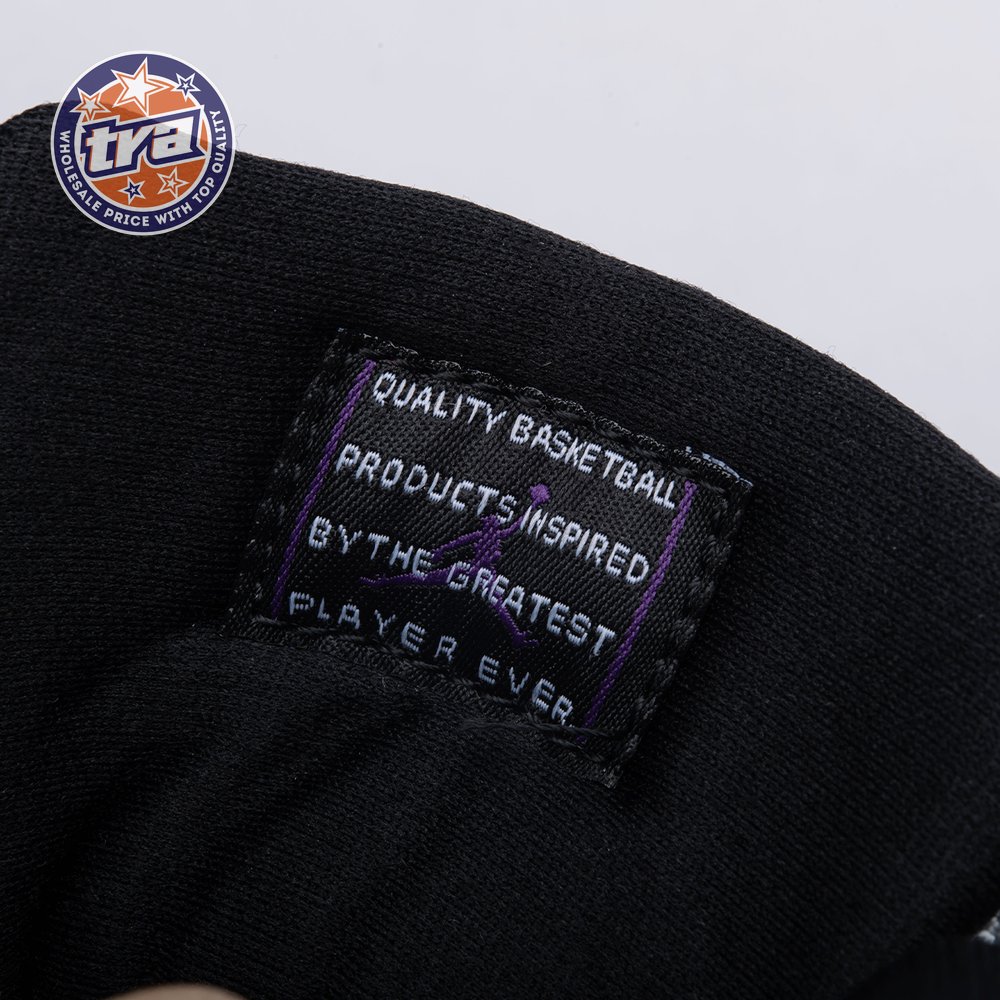 tra
WHOLESALE PRICE WITH TOP QUALITY
QUALITY BASKETBALL
PRODUCTS INSPIRED
BY THE GREATEST
PLAYER EVER.